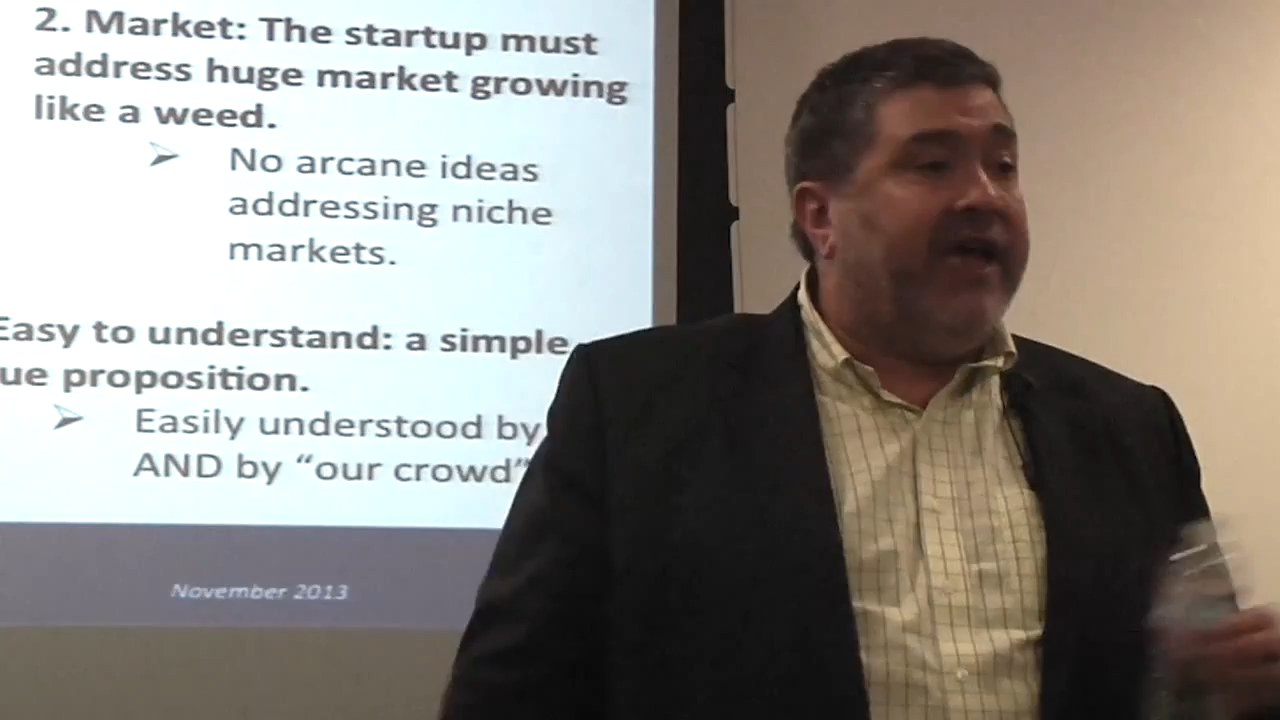 2. Market: The startup must
address huge market growing
like a weed.
➢ No arcane ideas
addressing niche
markets.
Easy to understand: a simple
ue proposition.
➢ Easily understood by
AND by “our crowd”
November 2013